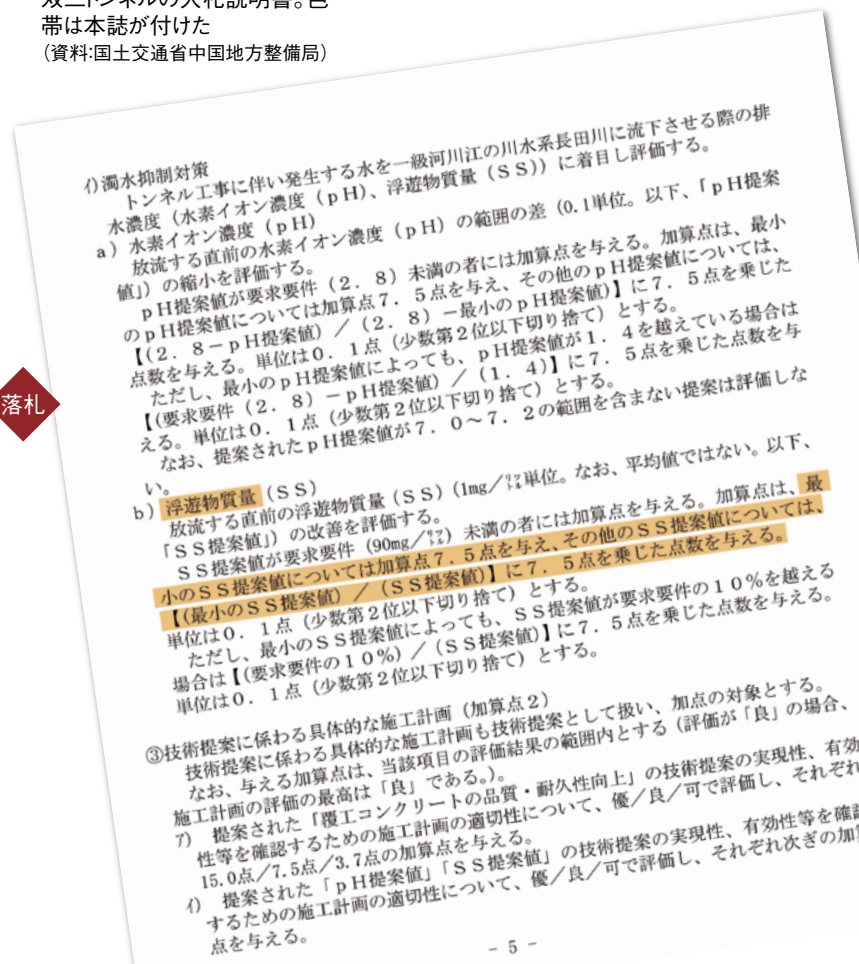 帯は本誌が付けた
(資料:国土交通省中国地方整備局)
ｲ)濁水抑制対策
トンネル工事に伴い発生する水を一級河川江の川水系長田川に流下させる際の排
水濃度（水素イオン濃度（ｐＨ）、浮遊物質量（ＳＳ））に着目し評価する。
ａ）水素イオン濃度（ｐＨ）
放流する直前の水素イオン濃度（ｐＨ）の範囲の差（0.1単位。以下、「ｐＨ提案
値」）の縮小を評価する。
ｐＨ提案値が要求要件（２．８）未満の者には加算点を与える。加算点は、最小
のｐＨ提案値については加算点７．５点を与え、その他のｐＨ提案値については、
【(２．８－ｐＨ提案値）／（２．８）－最小のｐＨ提案値)】に７．５点を乗じた
点数を与える。単位は０．１点（少数第２位以下切り捨て）とする。
ただし、最小のｐＨ提案値によっても、ｐＨ提案値が１．４を越えている場合は
【(要求要件（２．８）－ｐＨ提案値）／（１．４)】に７．５点を乗じた点数を与
える。単位は０．１点（少数第２位以下切り捨て）とする。
なお、提案されたｐＨ提案値が７．０～７．２の範囲を含まない提案は評価しな
い。
落札
ｂ）浮遊物質量（ＳＳ）
放流する直前の浮遊物質量（ＳＳ）(1mg／㍑単位。なお、平均値ではない。以下、
「ＳＳ提案値」）の改善を評価する。
ＳＳ提案値が要求要件（90mg／㍑）未満の者には加算点を与える。加算点は、最
小のＳＳ提案値については加算点７．５点を与え、その他のＳＳ提案値については、
【(最小のＳＳ提案値）／（ＳＳ提案値)】に７．５点を乗じた点数を与える。
単位は０．１点（少数第２位以下切り捨て）とする。
ただし、最小のＳＳ提案値によっても、ＳＳ提案値が要求要件の１０％を越える
場合は【(要求要件の１０％）／（ＳＳ提案値)】に７．５点を乗じた点数を与える。
単位は０．１点（少数第２位以下切り捨て）とする。
③技術提案に係わる具体的な施工計画（加算点２）
技術提案に係わる具体的な施工計画も技術提案として扱い、加点の対象とする。
なお、与える加算点は、当該項目の評価結果の範囲内とする（評価が「良」の場合、
施工計画の評価の最高は「良」である。)。
ｱ) 提案された「覆工コンクリートの品質・耐久性向上」の技術提案の実現性、有効
性等を確認するための施工計画の適切性について、優／良／可で評価し、それぞれ
15.0点／7.5点／3.7点の加算点を与える。
ｲ) 提案された「ｐＨ提案値」「ＳＳ提案値」の技術提案の実現性、有効性等を確認
するための施工計画の適切性について、優／良／可で評価し、それぞれ次ぎの加算
点を与える。
－ 5 －